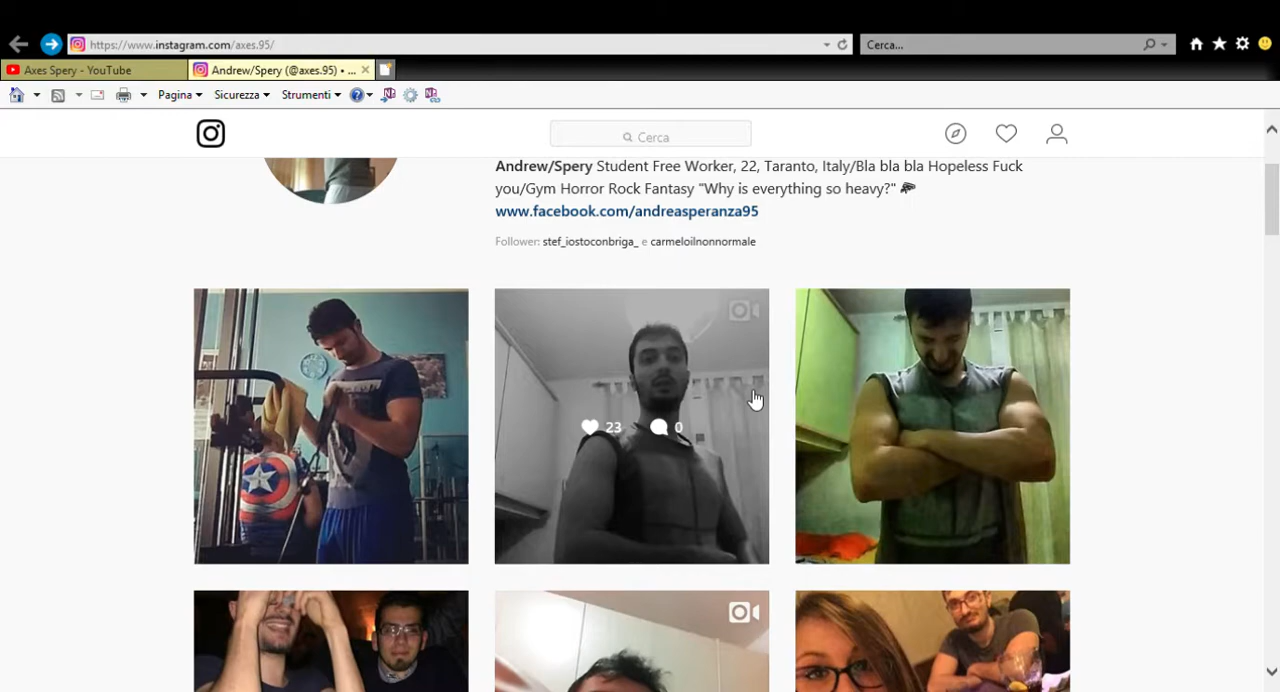 https://www.instagram.com/axes.95/
Cerca...
Axes Spery - YouTube
Andrew/Spery (@axes.95) • ...
Pagina
Sicurezza
Strumenti
Cerca
Andrew/Spery Student Free Worker, 22, Taranto, Italy/Bla bla bla Hopeless Fuck
you/Gym Horror Rock Fantasy "Why is everything so heavy?"
www.facebook.com/andreasperanza95
Follower: stef_iostoconbriga_ e carmeloilnonnormale
23
0